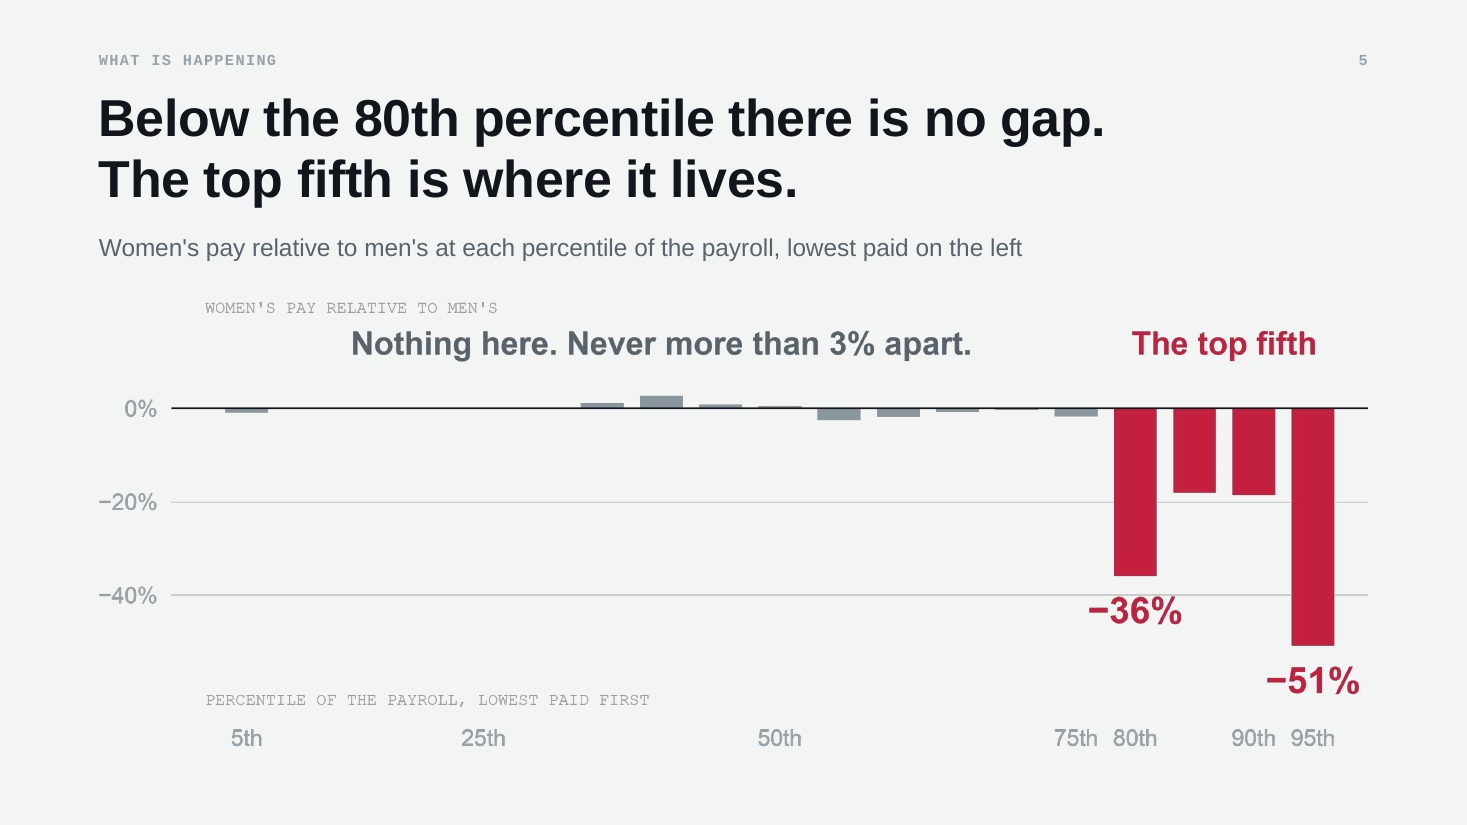 WHAT IS HAPPENING
5
Below the 80th percentile there is no gap.
The top fifth is where it lives.
Women's pay relative to men's at each percentile of the payroll, lowest paid on the left
WOMEN'S PAY RELATIVE TO MEN'S
Nothing here. Never more than 3% apart.
The top fifth
0%
−20%
−40%
−36%
−51%
PERCENTILE OF THE PAYROLL, LOWEST PAID FIRST
5th 25th 50th 75th 80th 90th 95th